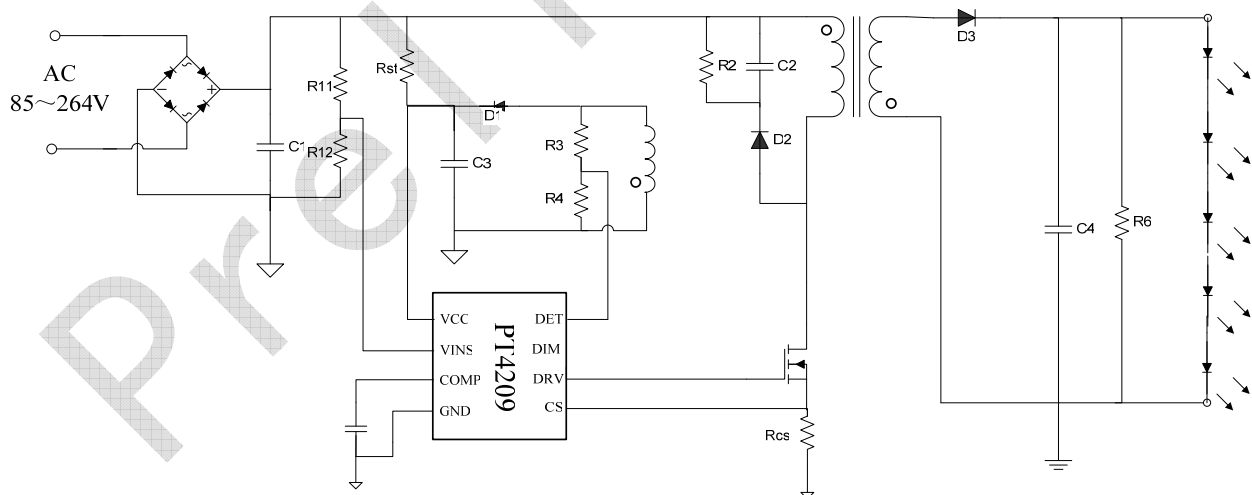 Prel
AC
85～264V
C1
R11
R12
Rst
D1
C3
R3
R4
R2
C2
D2
D3
C4
R6
VCC
VINS
COMP
GND
PT4209
DET
DIM
DRV
CS
Rcs